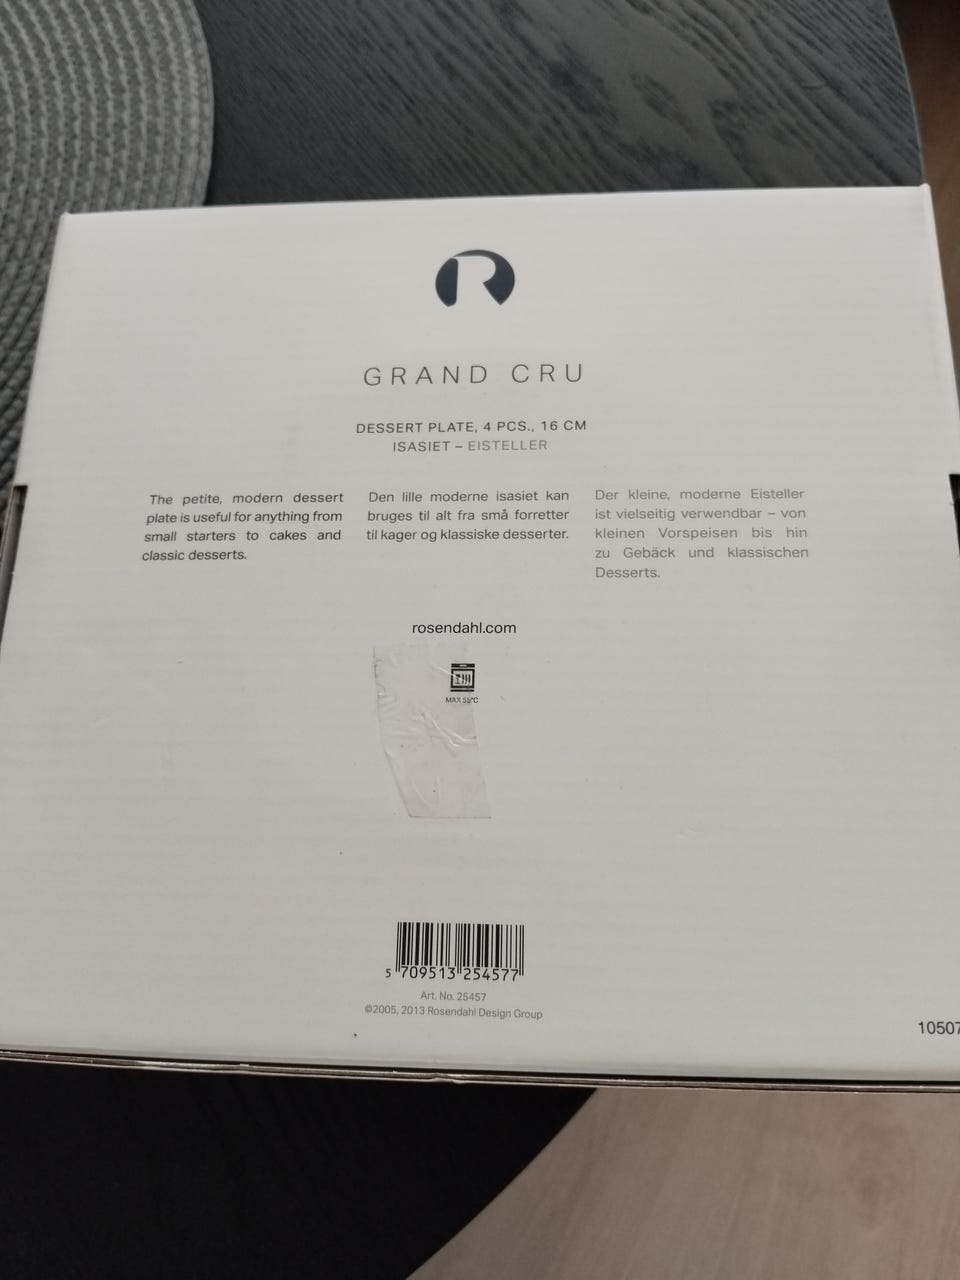 R
GRAND CRU
DESSERT PLATE, 4 PCS., 16 CM
ISASIET – EISTELLER
The petite, modern dessert
plate is useful for anything from
small starters to cakes and
classic desserts.
Den lille moderne isasiet kan
bruges til alt fra små forretter
til kager og klassiske desserter.
Der kleine, moderne Eisteller
ist vielseitig verwendbar – von
kleinen Vorspeisen bis hin
zu Gebäck und klassischen
Desserts.
rosendahl.com
MAX 55°C
5 709513 254577
Art. No. 25457
©2005, 2013 Rosendahl Design Group
10507